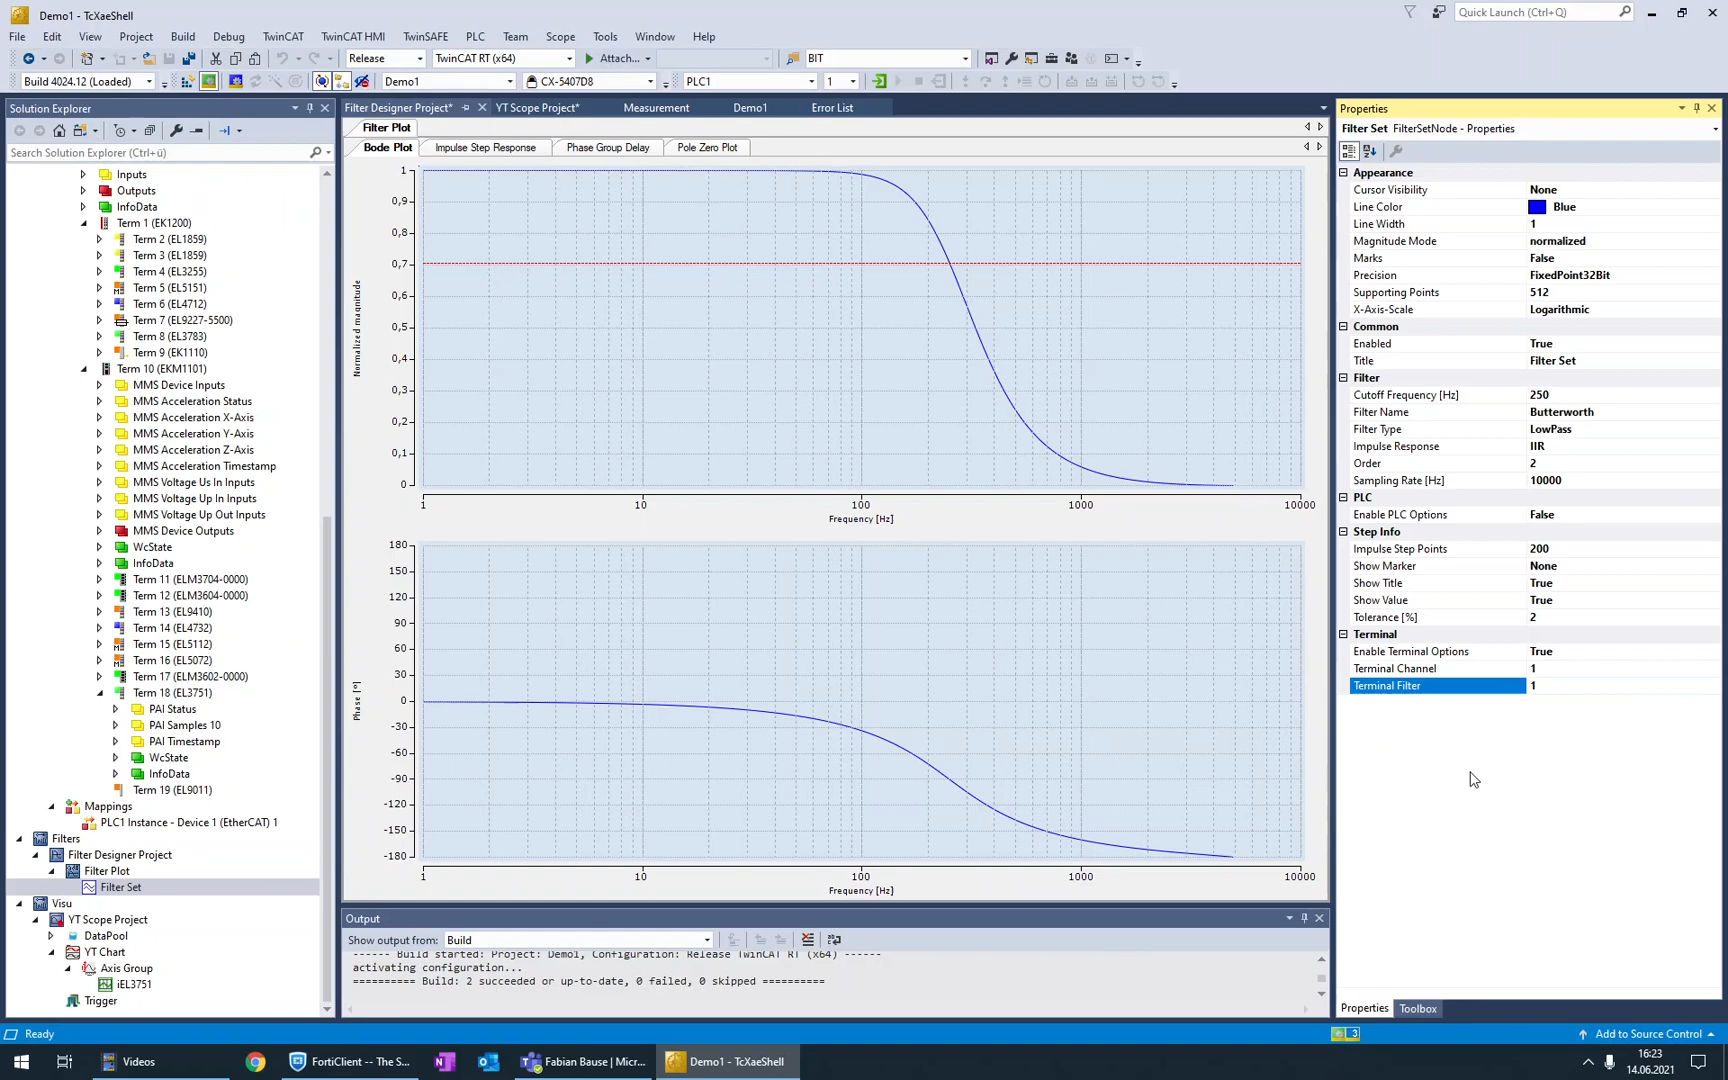 Demo1 - TcXaeShell
Quick Launch (Ctrl+Q)
File Edit View Project Build Debug TwinCAT TwinCAT HMI TwinSAFE PLC Team Scope Tools Window Help
Release TwinCAT RT (x64) Attach... BIT
Build 4024.12 (Loaded) Demo1 CX-5407D8 PLC1 1
Solution Explorer
Search Solution Explorer (Ctrl+ü)
Inputs
Outputs
InfoData
Term 1 (EK1200)
Term 2 (EL1859)
Term 3 (EL1859)
Term 4 (EL3255)
Term 5 (EL5151)
Term 6 (EL4712)
Term 7 (EL9227-5500)
Term 8 (EL3783)
Term 9 (EK1110)
Term 10 (EKM1101)
MMS Device Inputs
MMS Acceleration Status
MMS Acceleration X-Axis
MMS Acceleration Y-Axis
MMS Acceleration Z-Axis
MMS Acceleration Timestamp
MMS Voltage Us In Inputs
MMS Voltage Up In Inputs
MMS Voltage Up Out Inputs
MMS Device Outputs
WcState
InfoData
Term 11 (ELM3704-0000)
Term 12 (ELM3604-0000)
Term 13 (EL9410)
Term 14 (EL4732)
Term 15 (EL5112)
Term 16 (EL5072)
Term 17 (ELM3602-0000)
Term 18 (EL3751)
PAI Status
PAI Samples 10
PAI Timestamp
WcState
InfoData
Term 19 (EL9011)
Mappings
PLC1 Instance - Device 1 (EtherCAT) 1
Filters
Filter Designer Project
Filter Plot
Filter Set
Visu
YT Scope Project
DataPool
YT Chart
Axis Group
iEL3751
Trigger
Filter Designer Project* YT Scope Project* Measurement Demo1 Error List
Filter Plot
Bode Plot Impulse Step Response Phase Group Delay Pole Zero Plot
1
0,9
0,8
0,7
0,6
0,5
0,4
0,3
0,2
0,1
0
Normalized magnitude
1 10 100 1000 10000
Frequency [Hz]
180
150
120
90
60
30
0
-30
-60
-90
-120
-150
-180
Phase [°]
1 10 100 1000 10000
Frequency [Hz]
Output
Show output from: Build
------ Build started: Project: Demo1, Configuration: Release TwinCAT RT (x64) ------
activating configuration...
========== Build: 2 succeeded or up-to-date, 0 failed, 0 skipped ==========
Properties
Filter Set FilterSetNode - Properties
Appearance
Cursor Visibility None
Line Color Blue
Line Width 1
Magnitude Mode normalized
Marks False
Precision FixedPoint32Bit
Supporting Points 512
X-Axis-Scale Logarithmic
Common
Enabled True
Title Filter Set
Filter
Cutoff Frequency [Hz] 250
Filter Name Butterworth
Filter Type LowPass
Impulse Response IIR
Order 2
Sampling Rate [Hz] 10000
PLC
Enable PLC Options False
Step Info
Impulse Step Points 200
Show Marker None
Show Title True
Show Value True
Tolerance [%] 2
Terminal
Enable Terminal Options True
Terminal Channel 1
Terminal Filter 1
Properties Toolbox
Ready
3
Add to Source Control
Videos
FortiClient -- The S...
Fabian Bause | Micr...
Demo1 - TcXaeShell
16:23
14.06.2021